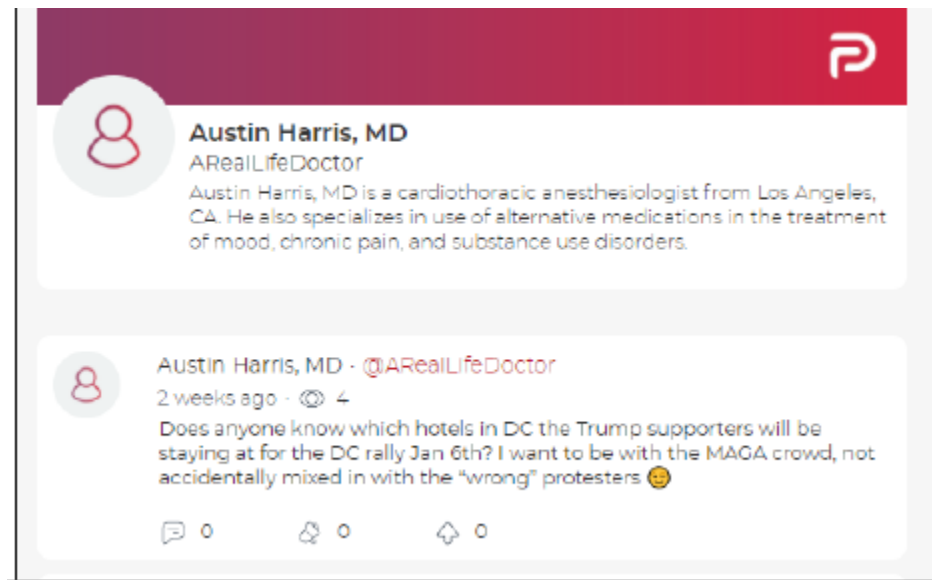 Austin Harris, MD
ARealLifeDoctor
Austin Harris, MD is a cardiothoracic anesthesiologist from Los Angeles,
CA. He also specializes in use of alternative medications in the treatment
of mood, chronic pain, and substance use disorders.
Austin Harris, MD · @ARealLifeDoctor
2 weeks ago · 4
Does anyone know which hotels in DC the Trump supporters will be
staying at for the DC rally Jan 6th? I want to be with the MAGA crowd, not
accidentally mixed in with the “wrong” protesters 😊
0 0 0